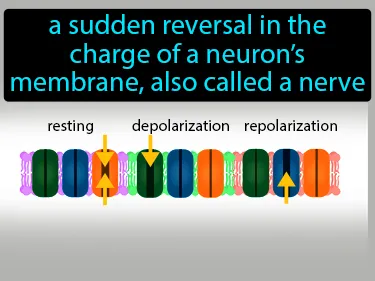 a sudden reversal in the
charge of a neuron's
membrane, also called a nerve
resting depolarization repolarization